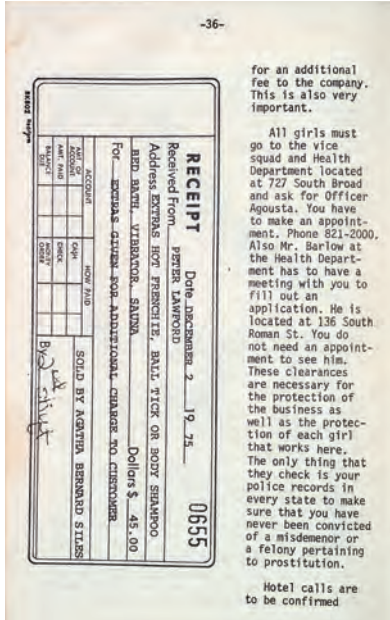 -36-
RECEIPT Date DECEMBER 2 19 75 0655
Received From PETER LAWFORD
Address EXTRAS HOT FRENCHIE, BALL TICK OR BODY SHAMPOO
BED BATH, VIBRATOR, SAUNA Dollars $ 45.00
For EXTRAS GIVEN FOR ADDITIONAL CHARGE TO CUSTOMER
ACCOUNT HOW PAID
AMT. OF ACCOUNT CASH
AMT. PAID CHECK
BALANCE DUE MONEY ORDER
SOLD BY AGATHA BERNARD SILES
By
8K802 Rediform
for an additional
fee to the company.
This is also very
important.
All girls must
go to the vice
squad and Health
Department located
at 727 South Broad
and ask for Officer
Agousta. You have
to make an appoint-
ment. Phone 821-2000.
Also Mr. Barlow at
the Health Depart-
ment has to have a
meeting with you to
fill out an
application. He is
located at 136 South
Roman St. You do
not need an appoint-
ment to see him.
These clearances
are necessary for
the protection of
the business as
well as the protec-
tion of each girl
that works here.
The only thing that
they check is your
police records in
every state to make
sure that you have
never been convicted
of a misdemenor or
a felony pertaining
to prostitution.
Hotel calls are
to be confirmed